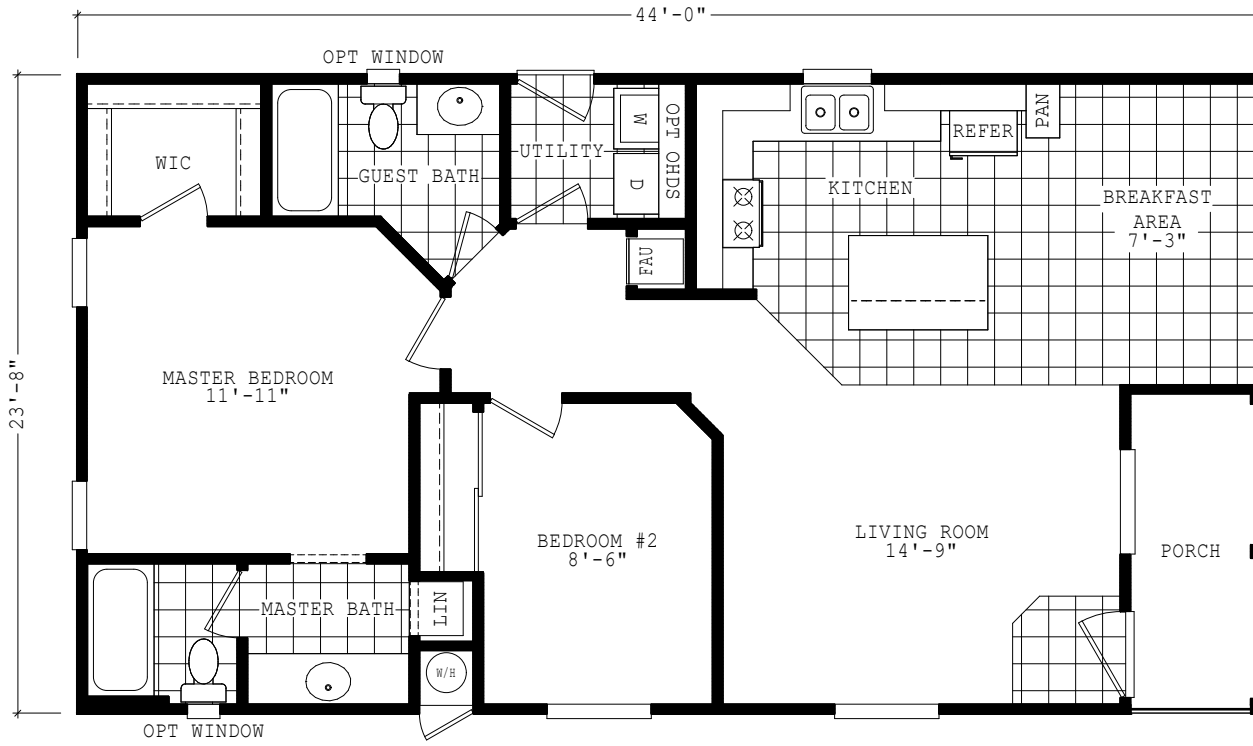 44'-0"
OPT WINDOW
23'-8"
WIC
GUEST BATH
UTILITY
W
D
OPT OHDS
FAU
KITCHEN
REFER
PAN
BREAKFAST
AREA
7'-3"
MASTER BEDROOM
11'-11"
BEDROOM #2
8'-6"
LIVING ROOM
14'-9"
PORCH
MASTER BATH
LIN
W/H
OPT WINDOW